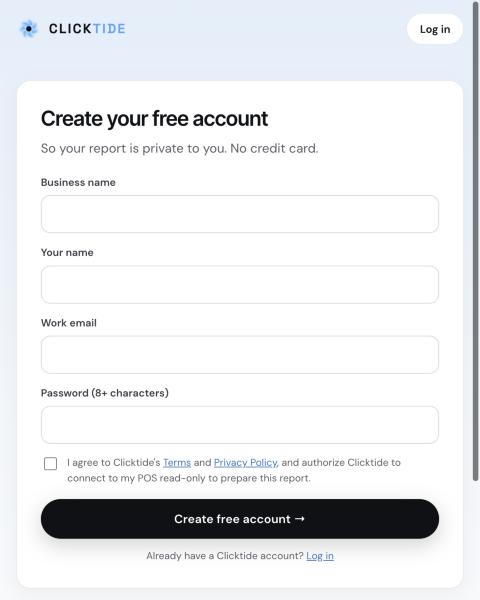 CLICKTIDE
Log in
Create your free account
So your report is private to you. No credit card.
Business name
Your name
Work email
Password (8+ characters)
I agree to Clicktide's Terms and Privacy Policy, and authorize Clicktide to
connect to my POS read-only to prepare this report.
Create free account →
Already have a Clicktide account? Log in